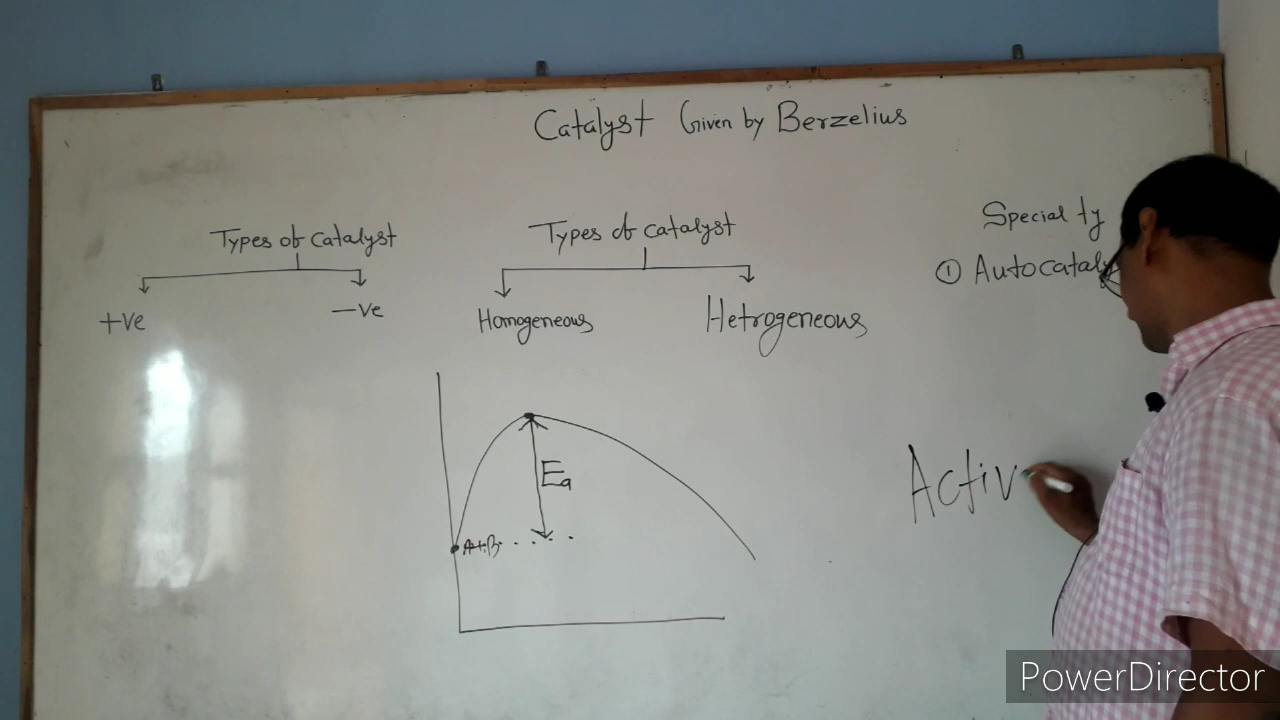 Catalyst Given by Berzelius
Types of catalyst
+ve
-ve
Types of catalyst
Homogeneous
Hetrogeneous
Special ty
① Autocataly
Ea
A+B
Activ
PowerDirector